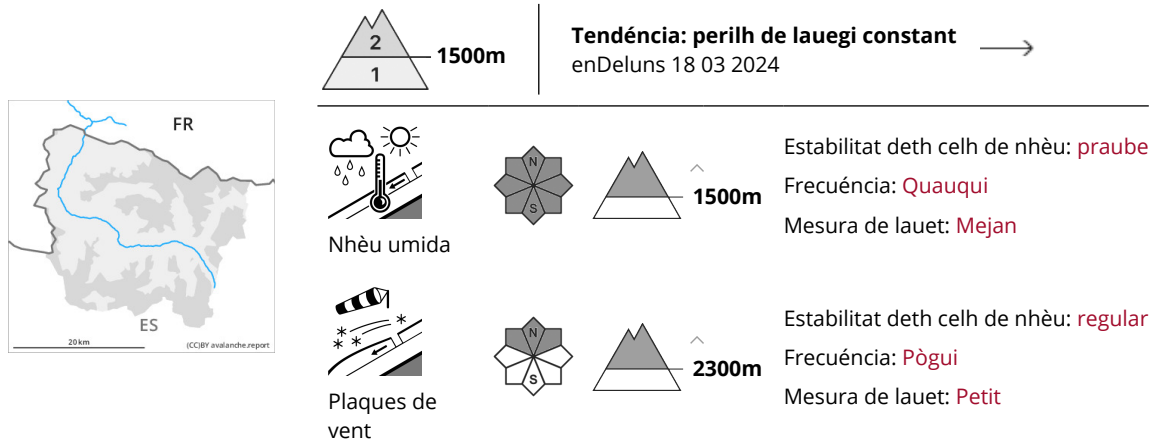 2
1
1500m
Tendéncia: perilh de lauegi constant
enDeluns 18 03 2024
FR
ES
20 km
(CC)BY avalanche.report
Nhèu umida
N
S
1500m
Estabilitat deth celh de nhèu: praube
Frecuéncia: Quauqui
Mesura de lauet: Mejan
Plaques de
vent
N
S
2300m
Estabilitat deth celh de nhèu: regular
Frecuéncia: Pògui
Mesura de lauet: Petit